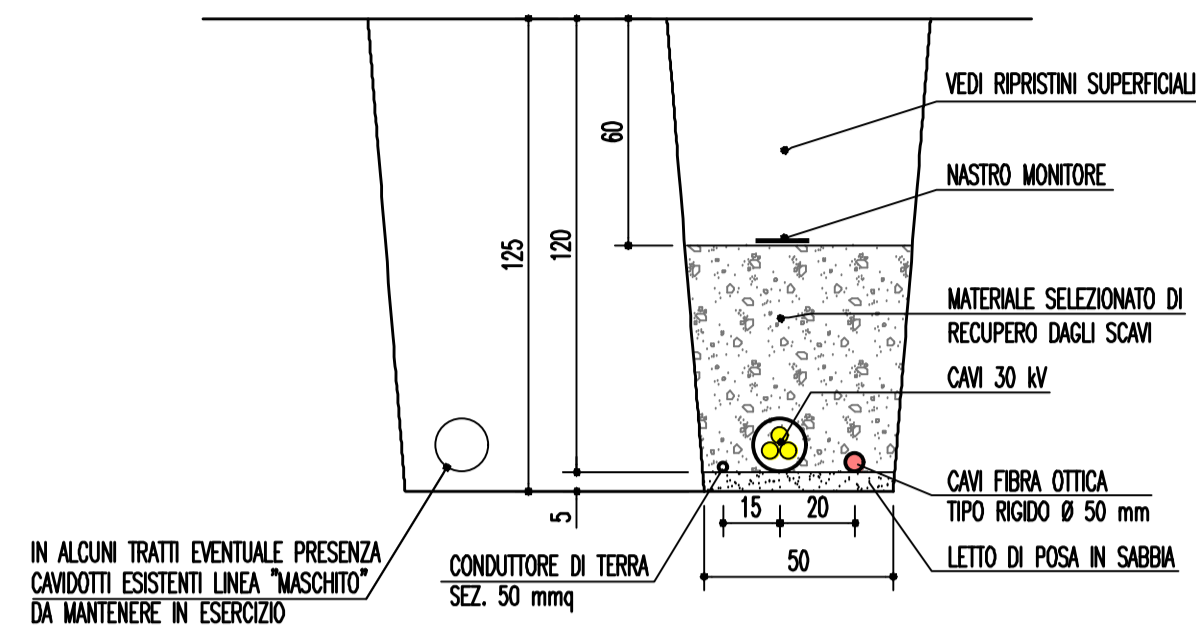 VEDI RIPRISTINI SUPERFICIALI
60
NASTRO MONITORE
125
120
MATERIALE SELEZIONATO DI
RECUPERO DAGLI SCAVI
CAVI 30 kV
CAVI FIBRA OTTICA
TIPO RIGIDO Ø 50 mm
15
20
5
LETTO DI POSA IN SABBIA
50
IN ALCUNI TRATTI EVENTUALE PRESENZA
CAVIDOTTI ESISTENTI LINEA "MASCHITO"
DA MANTENERE IN ESERCIZIO
CONDUTTORE DI TERRA
SEZ. 50 mmq